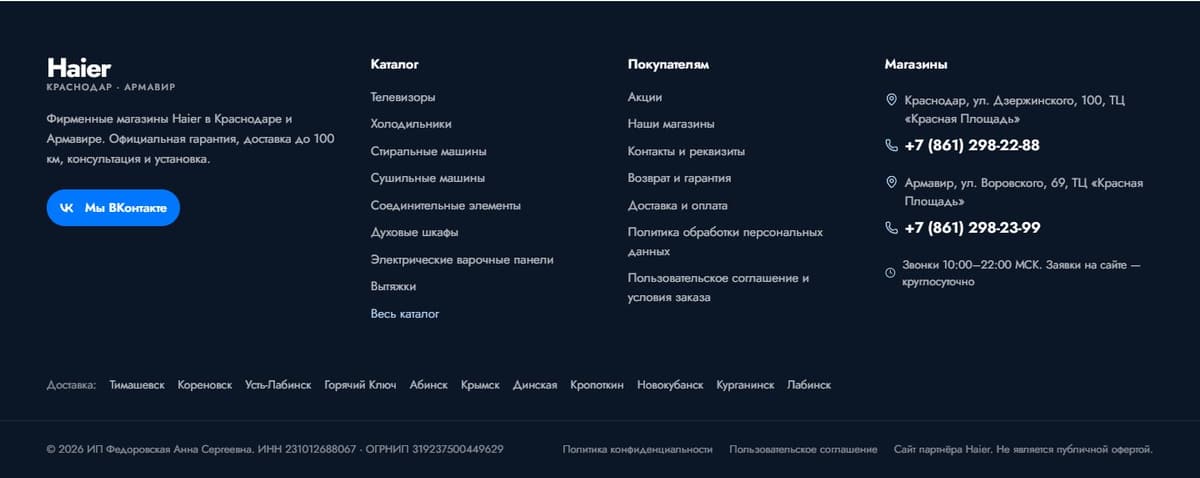 Haier
КРАСНОДАР · АРМАВИР
Фирменные магазины Haier в Краснодаре и
Армавире. Официальная гарантия, доставка до 100
км, консультация и установка.
Мы ВКонтакте
Каталог
Телевизоры
Холодильники
Стиральные машины
Сушильные машины
Соединительные элементы
Духовые шкафы
Электрические варочные панели
Вытяжки
Весь каталог
Покупателям
Акции
Наши магазины
Контакты и реквизиты
Возврат и гарантия
Доставка и оплата
Политика обработки персональных
данных
Пользовательское соглашение и
условия заказа
Магазины
Краснодар, ул. Дзержинского, 100, ТЦ
«Красная Площадь»
+7 (861) 298-22-88
Армавир, ул. Воровского, 69, ТЦ «Красная
Площадь»
+7 (861) 298-23-99
Звонки 10:00–22:00 МСК. Заявки на сайте —
круглосуточно
Доставка: Тимашевск Кореновск Усть-Лабинск Горячий Ключ Абинск Крымск Динская Кропоткин Новокубанск Курганинск Лабинск
© 2026 ИП Федоровская Анна Сергеевна. ИНН 231012688067 · ОГРНИП 319237500449629
Политика конфиденциальности Пользовательское соглашение Сайт партнёра Haier. Не является публичной офертой.